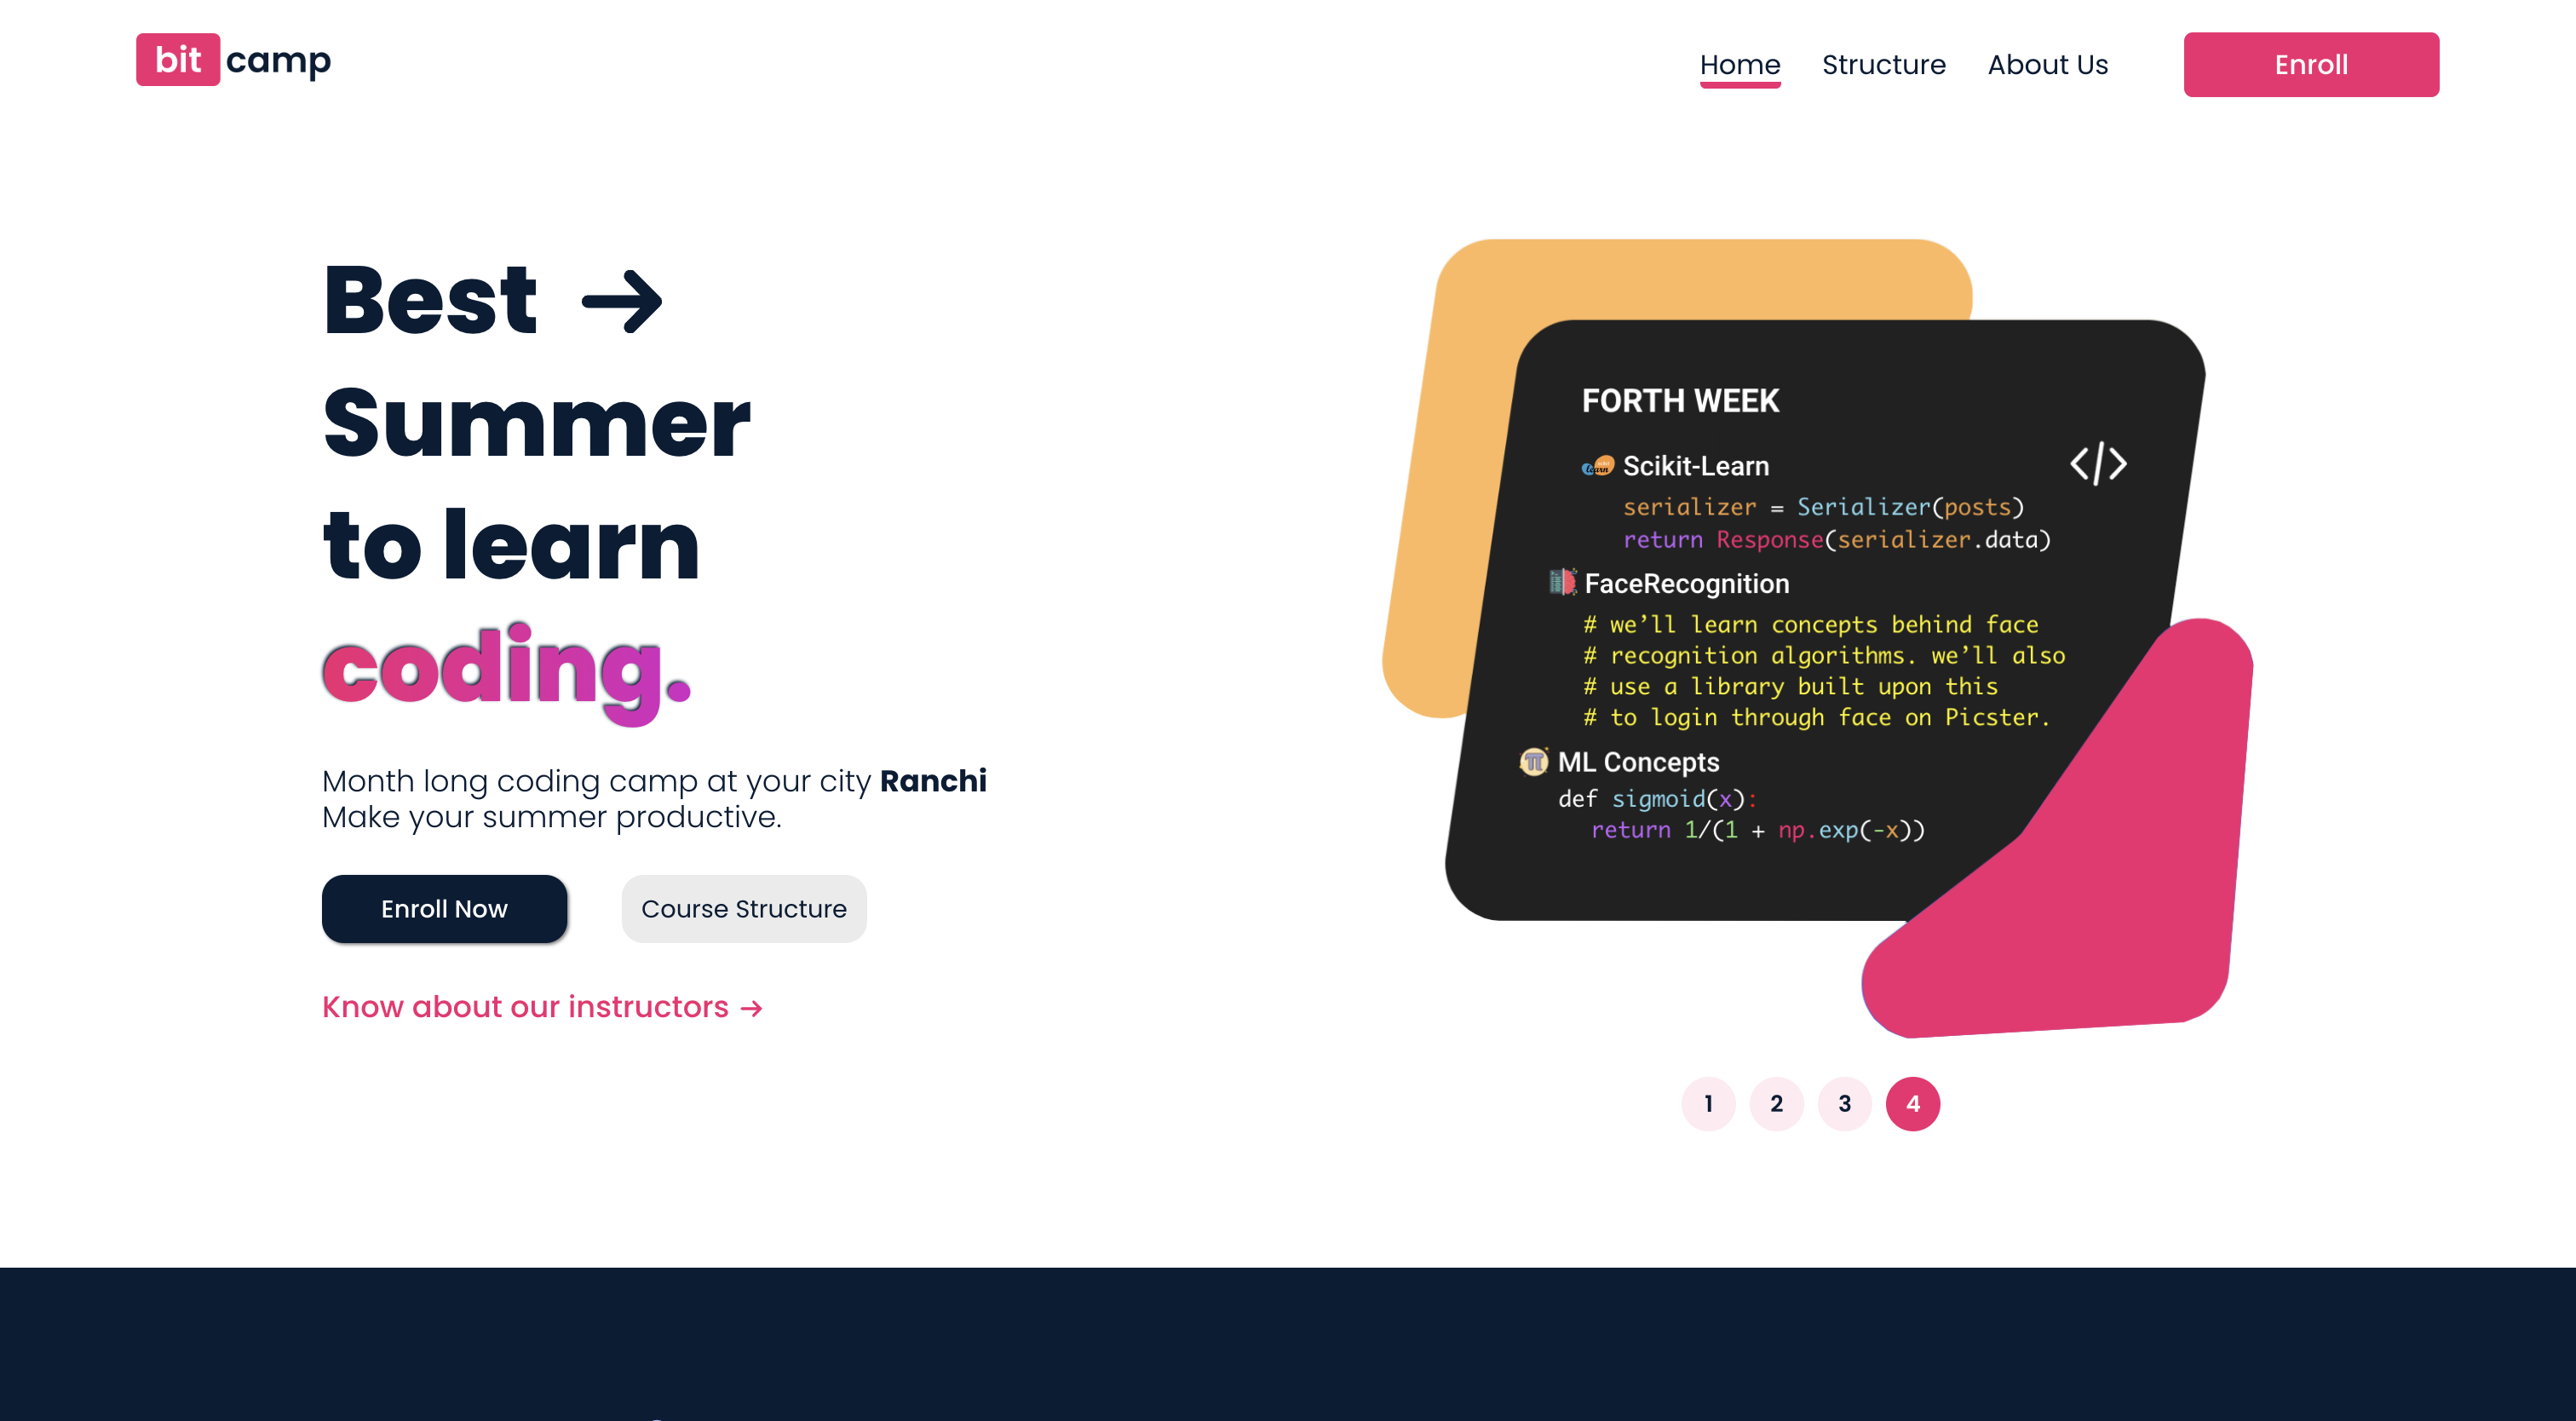 bit camp
Home Structure About Us Enroll
Best →
Summer
to learn
coding.
Month long coding camp at your city Ranchi
Make your summer productive.
Enroll Now Course Structure
Know about our instructors →
FORTH WEEK
</>
learn Scikit-Learn
serializer = Serializer(posts)
return Response(serializer.data)
FaceRecognition
# we’ll learn concepts behind face
# recognition algorithms. we’ll also
# use a library built upon this
# to login through face on Picster.
π ML Concepts
def sigmoid(x):
return 1/(1 + np.exp(-x))
1 2 3 4